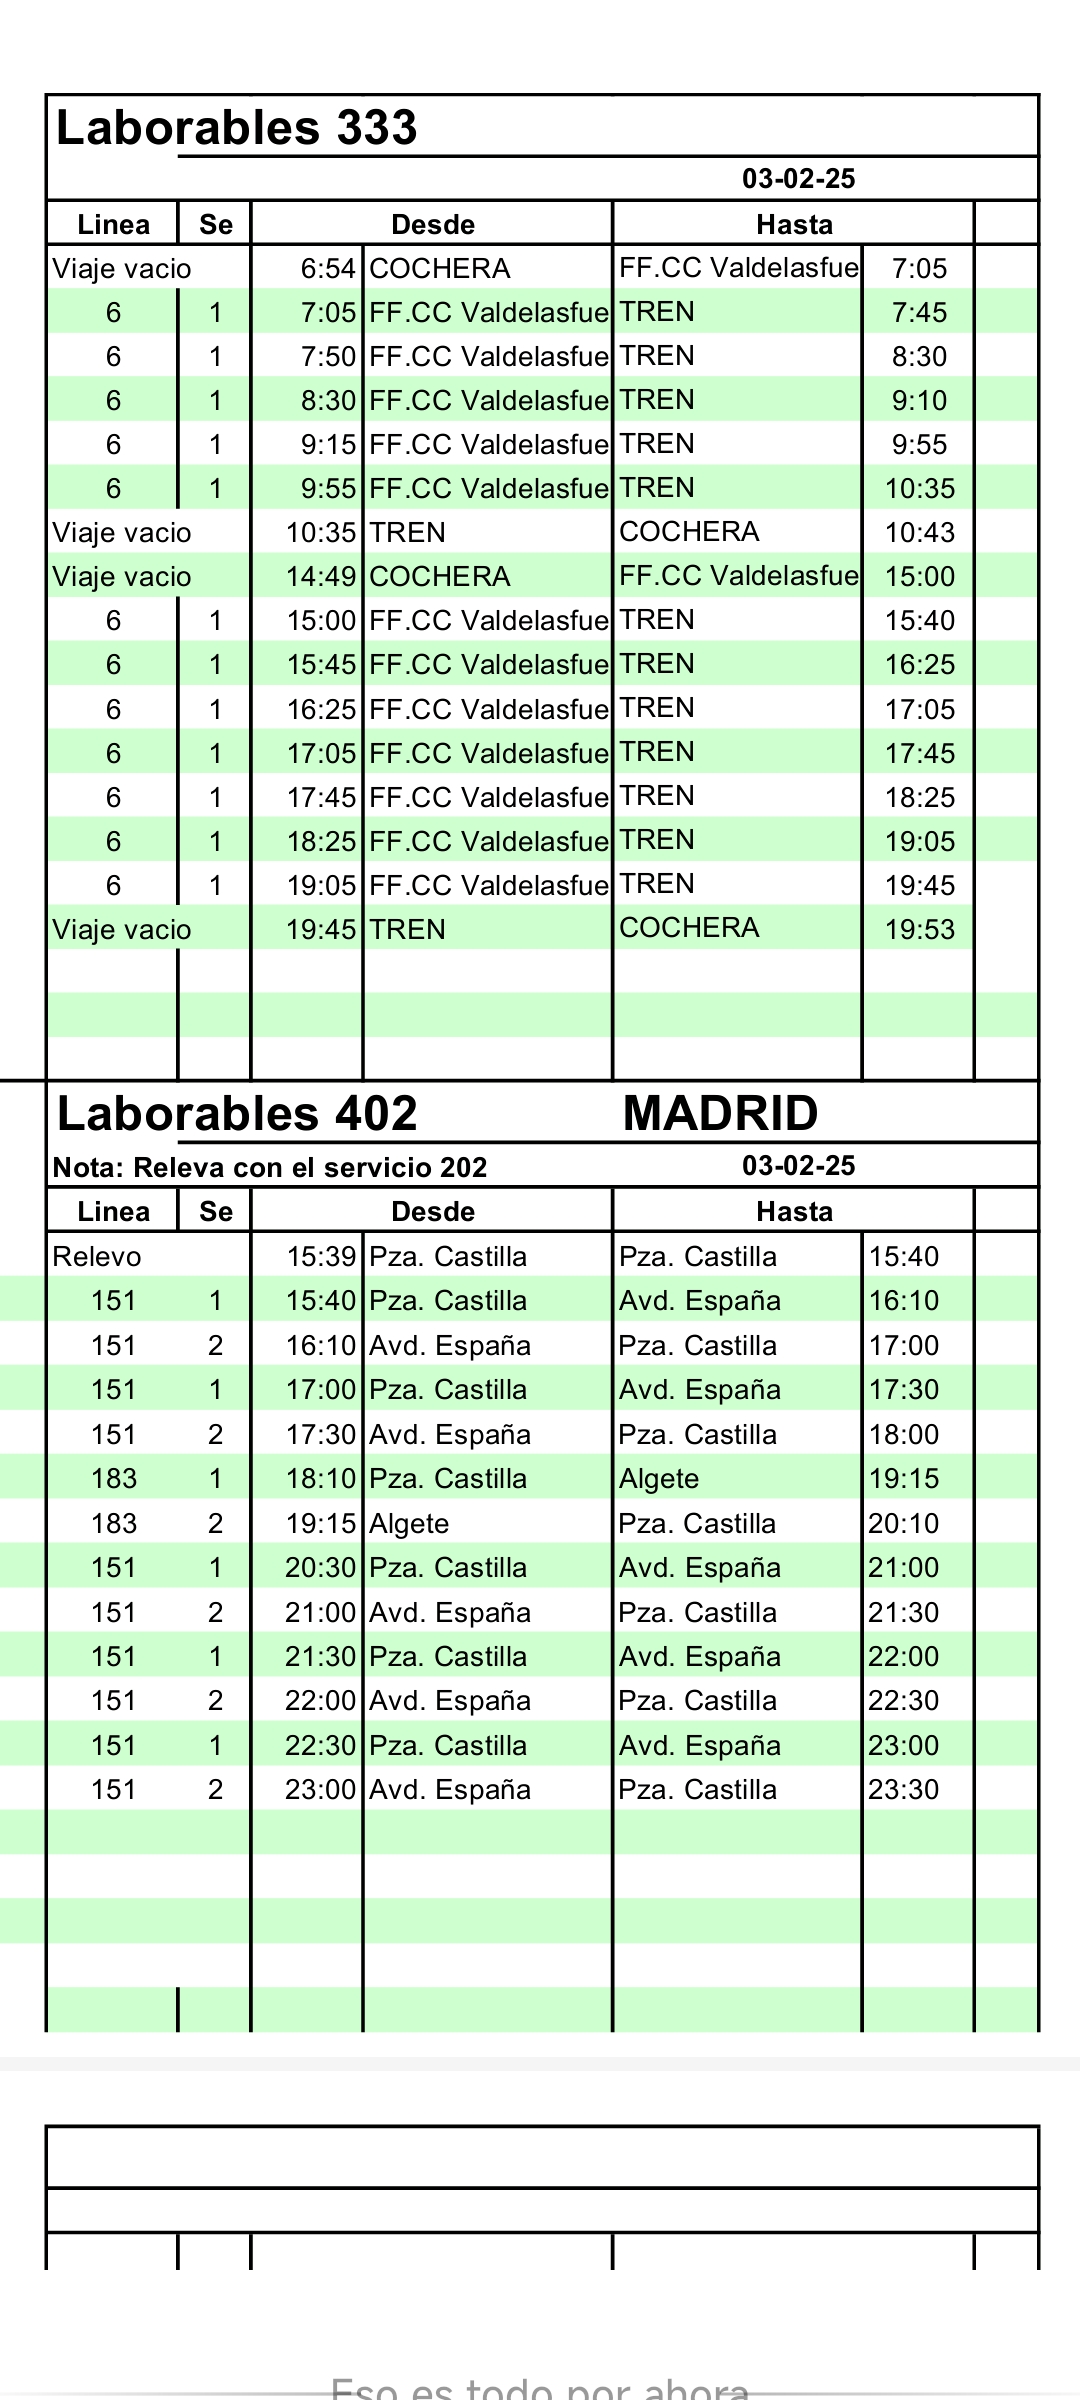 Laborables 333
03-02-25
Linea Se Desde Hasta
Viaje vacio 6:54 COCHERA FF.CC Valdelasfue 7:05
6 1 7:05 FF.CC Valdelasfue TREN 7:45
6 1 7:50 FF.CC Valdelasfue TREN 8:30
6 1 8:30 FF.CC Valdelasfue TREN 9:10
6 1 9:15 FF.CC Valdelasfue TREN 9:55
6 1 9:55 FF.CC Valdelasfue TREN 10:35
Viaje vacio 10:35 TREN COCHERA 10:43
Viaje vacio 14:49 COCHERA FF.CC Valdelasfue 15:00
6 1 15:00 FF.CC Valdelasfue TREN 15:40
6 1 15:45 FF.CC Valdelasfue TREN 16:25
6 1 16:25 FF.CC Valdelasfue TREN 17:05
6 1 17:05 FF.CC Valdelasfue TREN 17:45
6 1 17:45 FF.CC Valdelasfue TREN 18:25
6 1 18:25 FF.CC Valdelasfue TREN 19:05
6 1 19:05 FF.CC Valdelasfue TREN 19:45
Viaje vacio 19:45 TREN COCHERA 19:53
Laborables 402 MADRID
Nota: Releva con el servicio 202 03-02-25
Linea Se Desde Hasta
Relevo 15:39 Pza. Castilla Pza. Castilla 15:40
151 1 15:40 Pza. Castilla Avd. España 16:10
151 2 16:10 Avd. España Pza. Castilla 17:00
151 1 17:00 Pza. Castilla Avd. España 17:30
151 2 17:30 Avd. España Pza. Castilla 18:00
183 1 18:10 Pza. Castilla Algete 19:15
183 2 19:15 Algete Pza. Castilla 20:10
151 1 20:30 Pza. Castilla Avd. España 21:00
151 2 21:00 Avd. España Pza. Castilla 21:30
151 1 21:30 Pza. Castilla Avd. España 22:00
151 2 22:00 Avd. España Pza. Castilla 22:30
151 1 22:30 Pza. Castilla Avd. España 23:00
151 2 23:00 Avd. España Pza. Castilla 23:30
Eso es todo por ahora